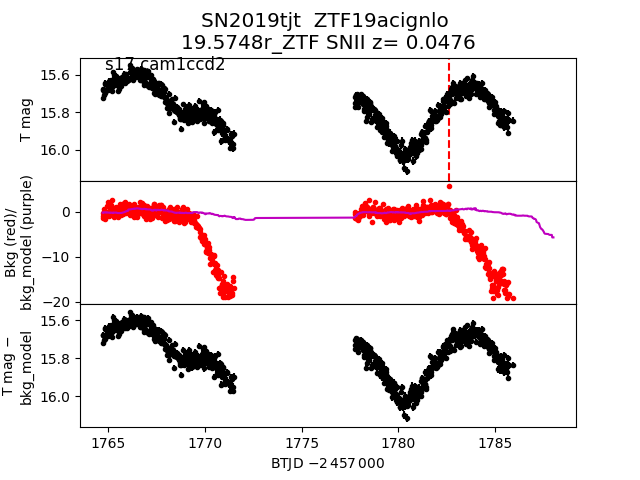 SN2019tjt  ZTF19acignlo
19.5748r_ZTF SNII z= 0.0476
s17 cam1ccd2
15.6
15.8
16.0
T mag
0
−10
−20
Bkg (red)/
bkg_model (purple)
15.6
15.8
16.0
T mag −
bkg_model
1765 1770 1775 1780 1785
BTJD −2 457 000